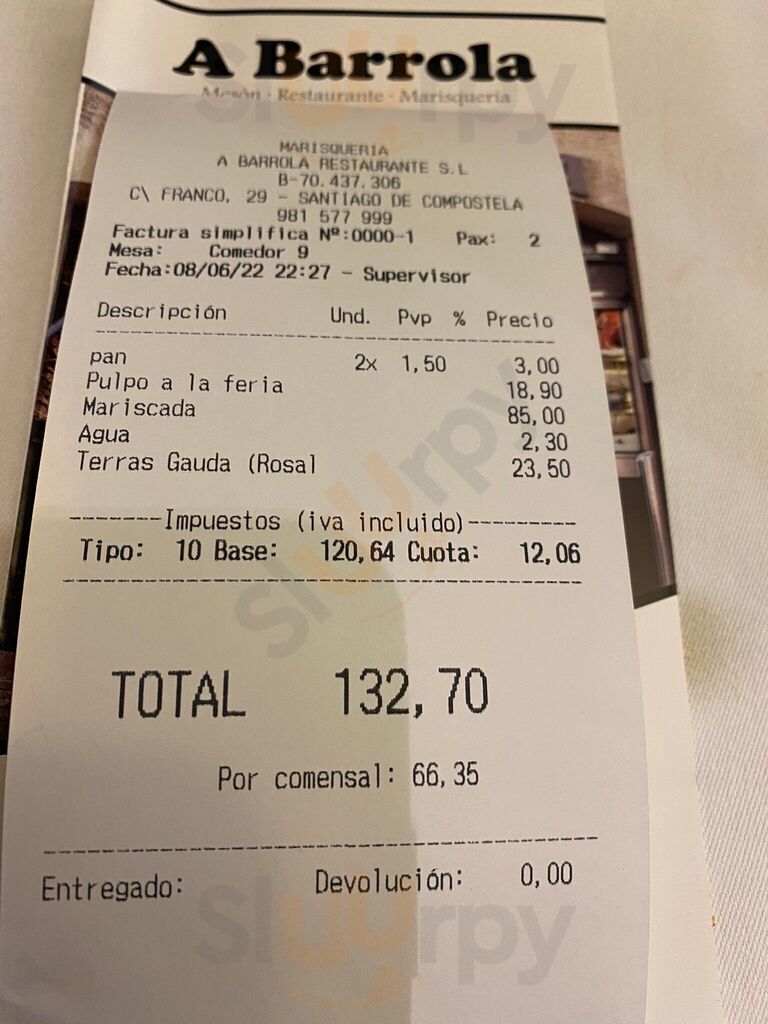 A Barrola
Mesón · Restaurante · Marisquería
MARISQUERIA
A BARROLA RESTAURANTE S.L
B-70.437.306
C\ FRANCO, 29 - SANTIAGO DE COMPOSTELA
981 577 999
Factura simplifica Nº:0000-1 Pax: 2
Mesa: Comedor 9
Fecha:08/06/22 22:27 - Supervisor
Descripción Und. Pvp % Precio
pan 2x 1,50 3,00
Pulpo a la feria 18,90
Mariscada 85,00
Agua 2,30
Terras Gauda (Rosal 23,50
-------Impuestos (iva incluido)---------
Tipo: 10 Base: 120,64 Cuota: 12,06
TOTAL 132,70
Por comensal: 66,35
Entregado: Devolución: 0,00
Sluurpy
Sluurpy
Sluurpy